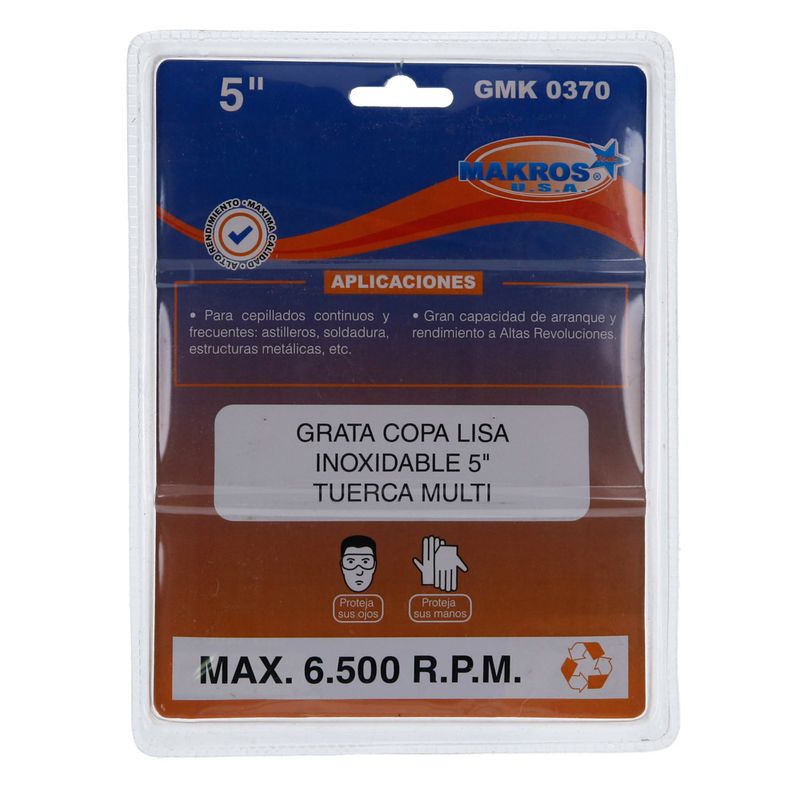 5"
GMK 0370
MAKROS®
U.S.A.
ALTO RENDIMIENTO • MAXIMA CALIDAD •
APLICACIONES
• Para cepillados continuos y
frecuentes: astilleros, soldadura,
estructuras metálicas, etc.
• Gran capacidad de arranque y
rendimiento a Altas Revoluciones.
GRATA COPA LISA
INOXIDABLE 5"
TUERCA MULTI
Proteja
sus ojos
Proteja
sus manos
MAX. 6.500 R.P.M.